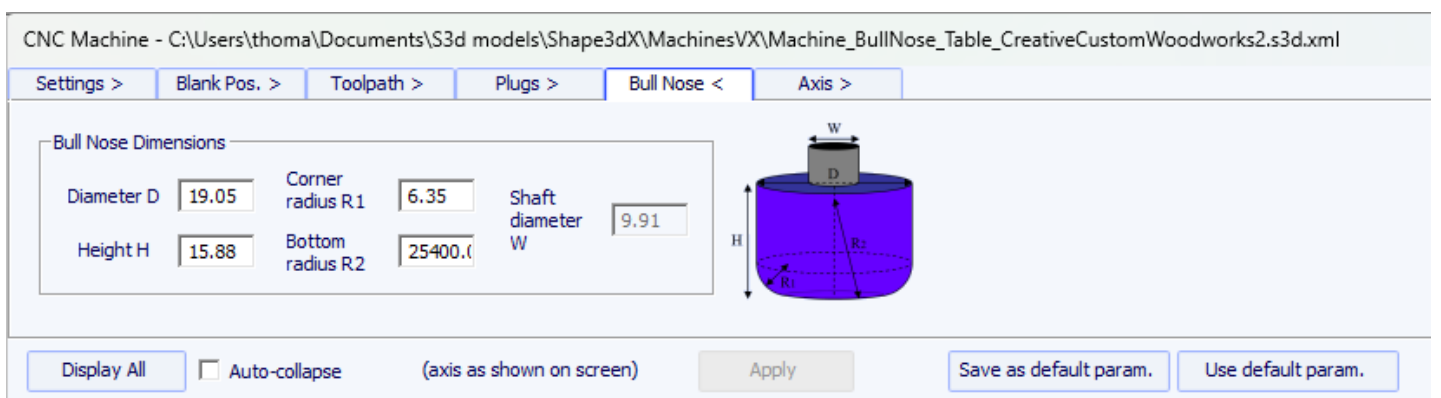 CNC Machine - C:\Users\thoma\Documents\S3d models\Shape3dX\MachinesVX\Machine_BullNose_Table_CreativeCustomWoodworks2.s3d.xml
Settings > Blank Pos. > Toolpath > Plugs > Bull Nose < Axis >
Bull Nose Dimensions
Diameter D 19.05
Corner
radius R1 6.35
Shaft
diameter
W 9.91
Height H 15.88
Bottom
radius R2 25400.(
W
D
H
R2
R1
Display All Auto-collapse (axis as shown on screen) Apply Save as default param. Use default param.